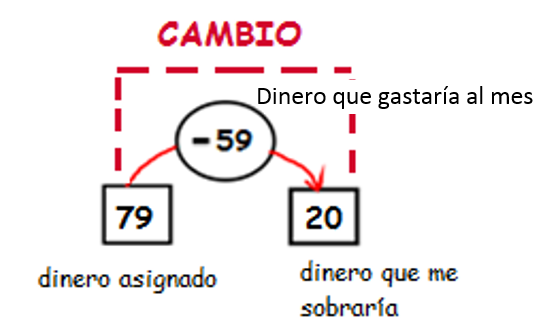 CAMBIO
Dinero que gastaría al mes
-59
79
20
dinero asignado
dinero que me
sobraría